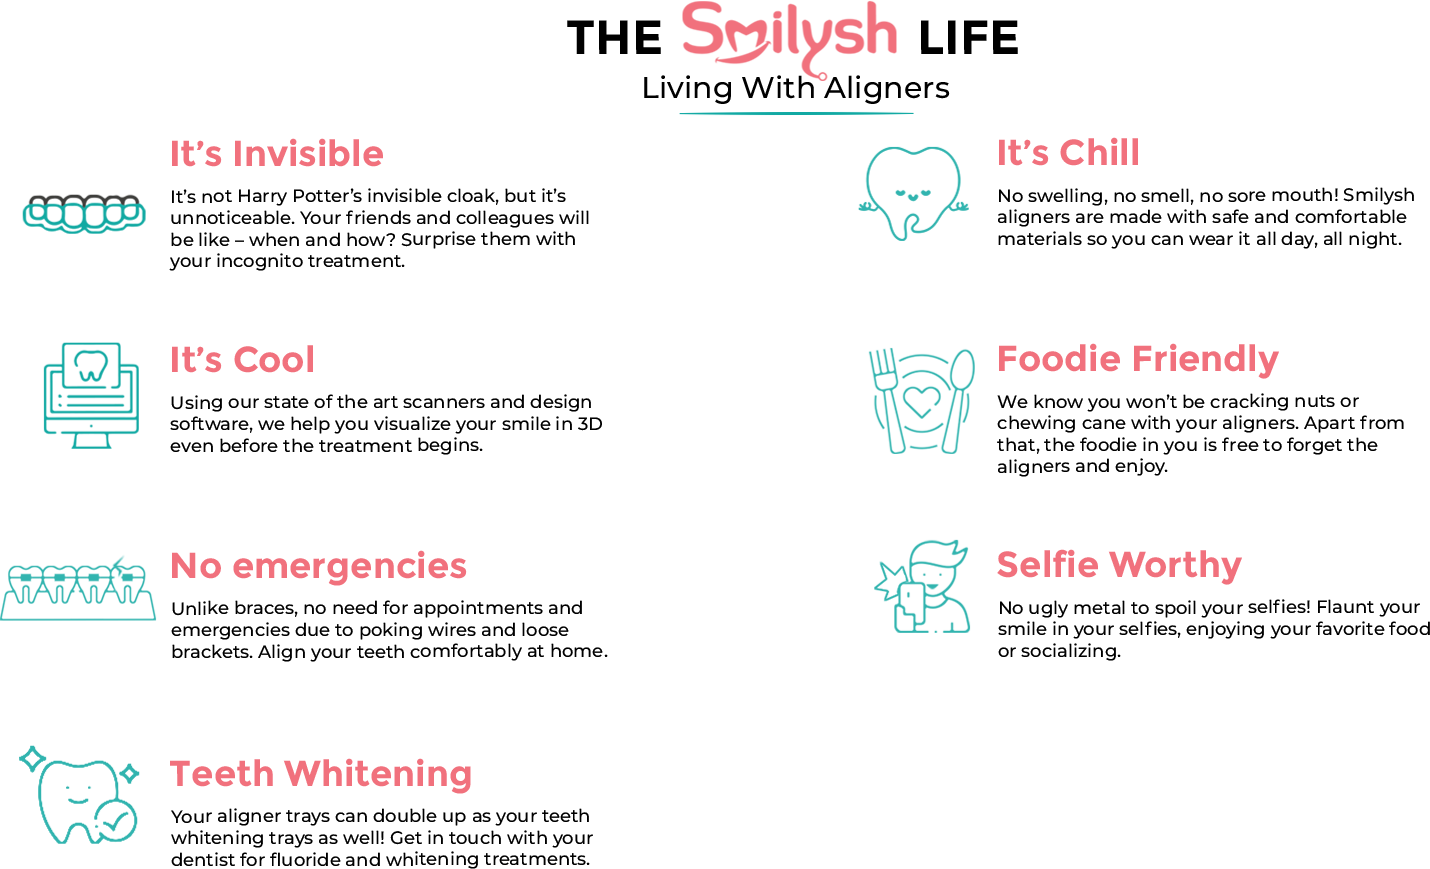 THE Smilysh LIFE
Living With Aligners
It's Invisible
It's not Harry Potter's invisible cloak, but it's
unnoticeable. Your friends and colleagues will
be like – when and how? Surprise them with
your incognito treatment.
It's Chill
No swelling, no smell, no sore mouth! Smilysh
aligners are made with safe and comfortable
materials so you can wear it all day, all night.
It's Cool
Using our state of the art scanners and design
software, we help you visualize your smile in 3D
even before the treatment begins.
Foodie Friendly
We know you won't be cracking nuts or
chewing cane with your aligners. Apart from
that, the foodie in you is free to forget the
aligners and enjoy.
No emergencies
Unlike braces, no need for appointments and
emergencies due to poking wires and loose
brackets. Align your teeth comfortably at home.
Selfie Worthy
No ugly metal to spoil your selfies! Flaunt your
smile in your selfies, enjoying your favorite food
or socializing.
Teeth Whitening
Your aligner trays can double up as your teeth
whitening trays as well! Get in touch with your
dentist for fluoride and whitening treatments.